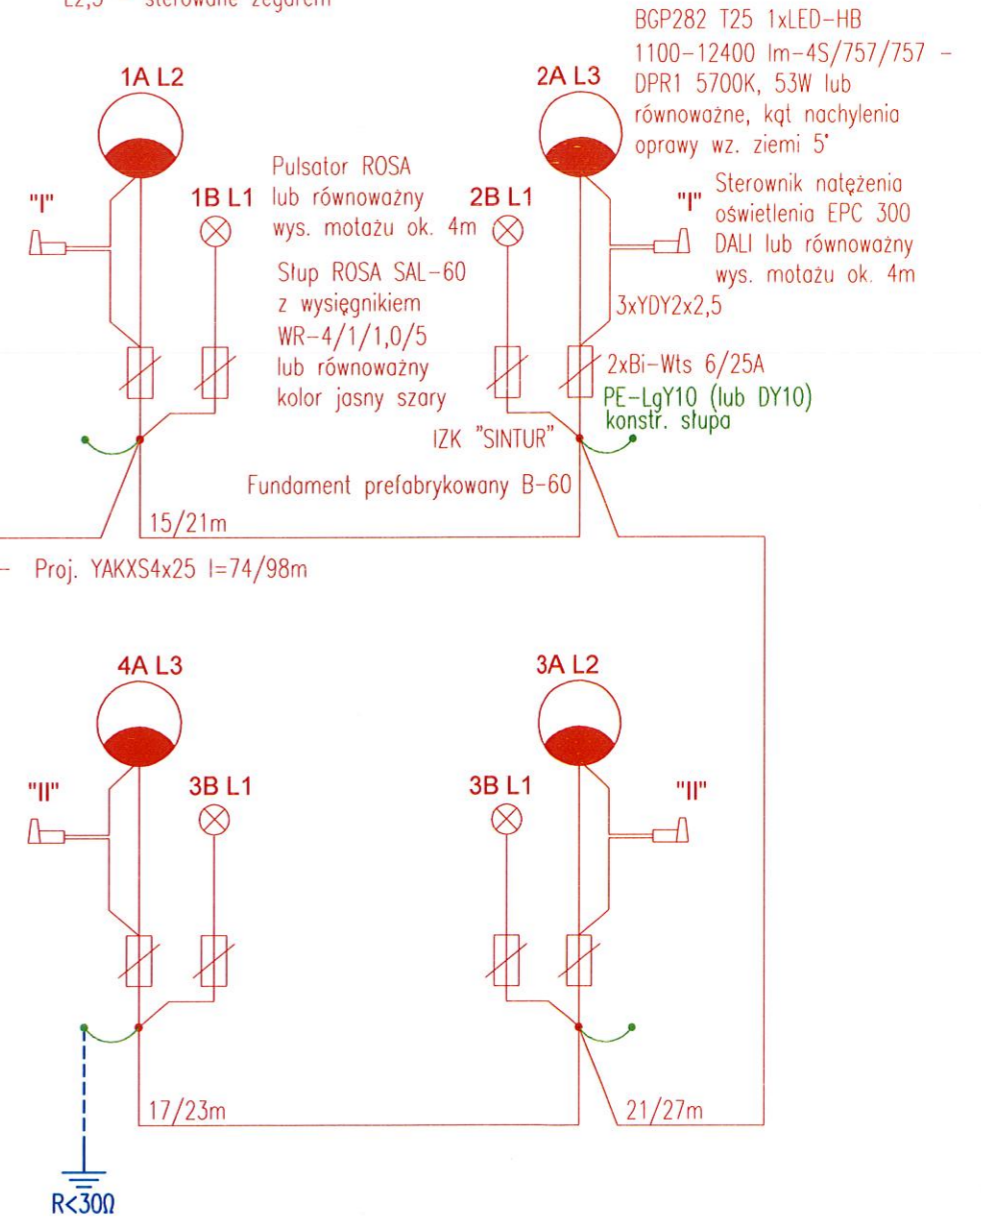 sterowane zegarem
BGP282 T25 1xLED-HB
1100-12400 lm-4S/757/757 -
DPR1 5700K, 53W lub
równoważne, kąt nachylenia
oprawy wz. ziemi 5°
1A L2
2A L3
"I"
1B L1
Pulsator ROSA
lub równoważny
wys. motażu ok. 4m
2B L1
"I"
Sterownik natężenia
oświetlenia EPC 300
DALI lub równoważny
wys. motażu ok. 4m
Słup ROSA SAL-60
z wysięgnikiem
WR-4/1/1,0/5
lub równoważny
kolor jasny szary
3xYDY2x2,5
2xBi-Wts 6/25A
PE-LgY10 (lub DY10)
konstr. słupa
IZK "SINTUR"
Fundament prefabrykowany B-60
15/21m
- Proj. YAKXS4x25 l=74/98m
4A L3
3A L2
"II"
3B L1
3B L1
"II"
17/23m
21/27m
R<30Ω